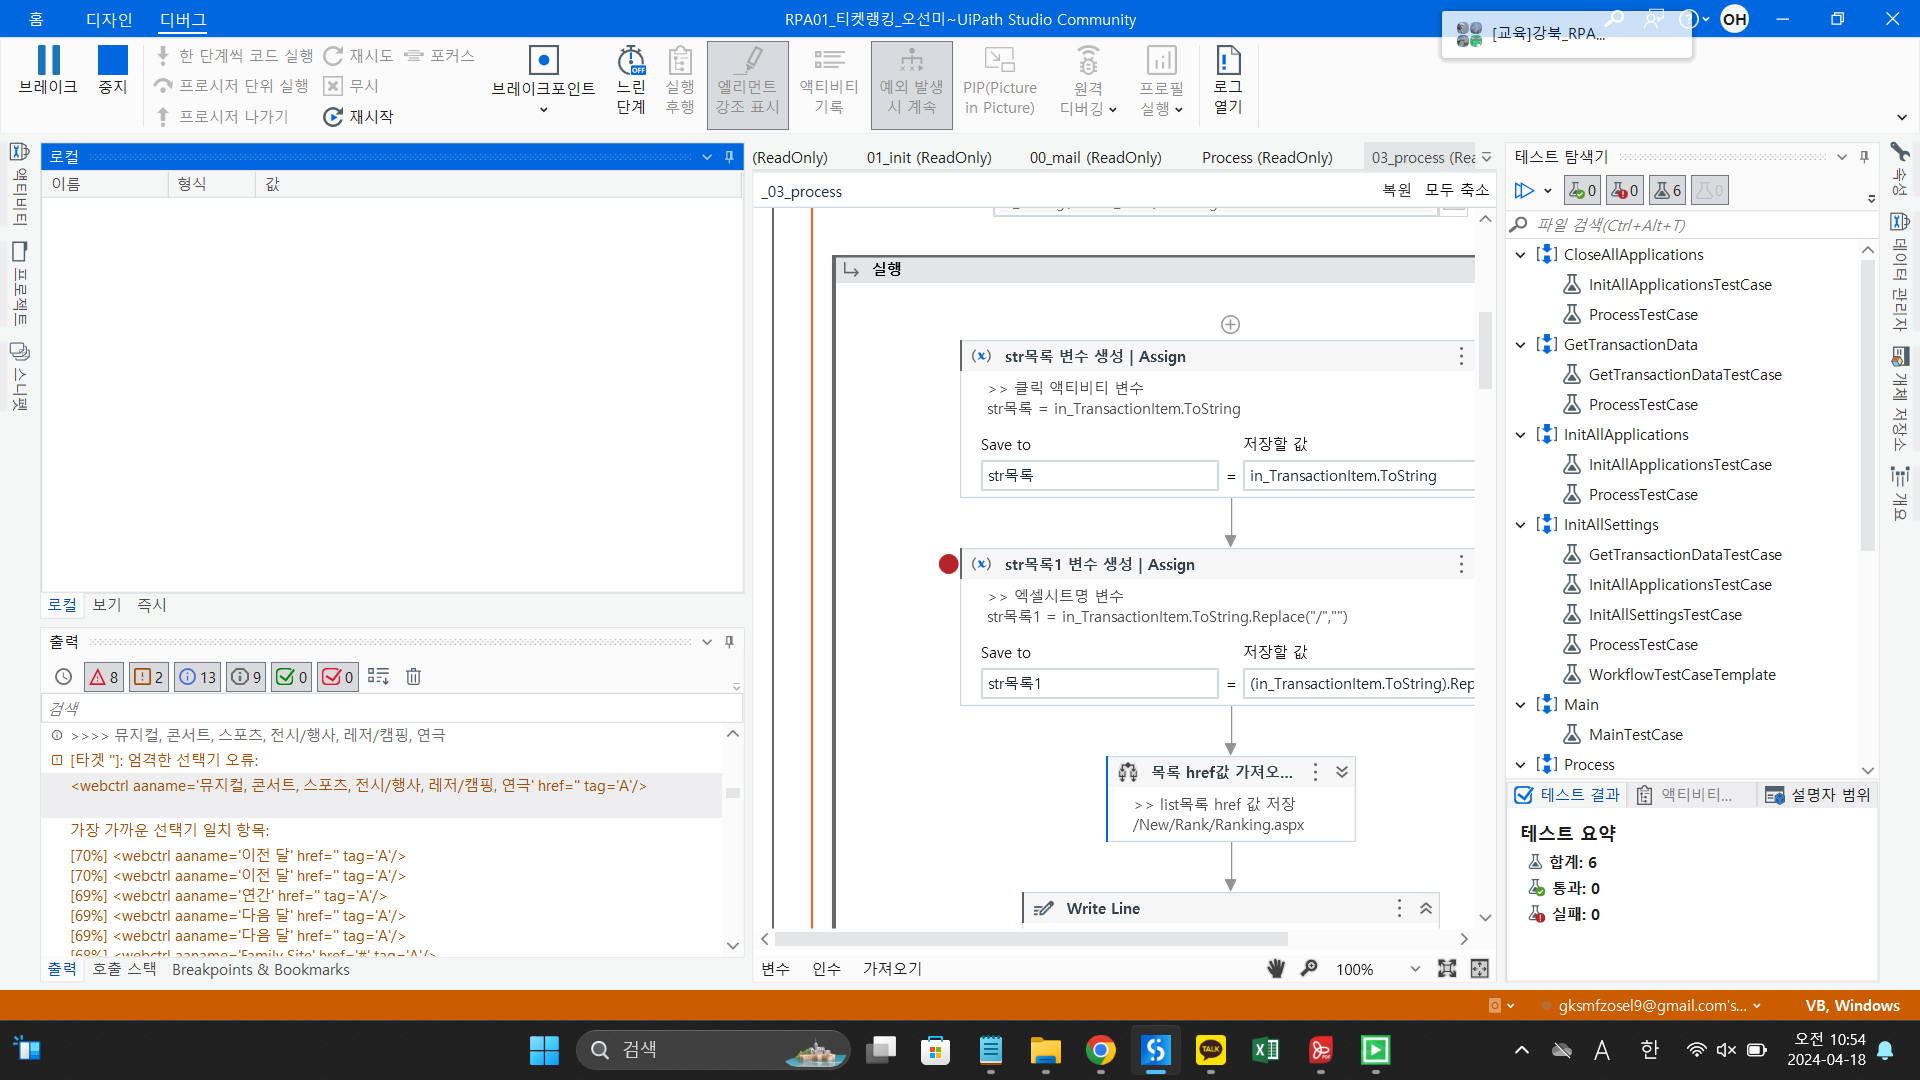 홈
디자인
디버그
RPA01_티켓랭킹_오선미~UiPath Studio Community
OH
[교육]강북_RPA...
브레이크
중지
한 단계씩 코드 실행
프로시저 단위 실행
프로시저 나가기
재시도
무시
재시작
포커스
브레이크포인트
느린 단계
실행 후행
엘리먼트 강조 표시
액티비티 기록
예외 발생 시 계속
PIP(Picture in Picture)
원격 디버깅
프로필 실행
로그 열기
액티비티
프로젝트
스니펫
로컬
이름
형식
값
로컬
보기
즉시
출력
8
2
13
9
0
0
검색
>>>> 뮤지컬, 콘서트, 스포츠, 전시/행사, 레저/캠핑, 연극
[타겟 '']: 엄격한 선택기 오류:
<webctrl aaname='뮤지컬, 콘서트, 스포츠, 전시/행사, 레저/캠핑, 연극' href='' tag='A'/>
가장 가까운 선택기 일치 항목:
[70%] <webctrl aaname='이전 달' href='' tag='A'/>
[70%] <webctrl aaname='이전 달' href='' tag='A'/>
[69%] <webctrl aaname='연간' href='' tag='A'/>
[69%] <webctrl aaname='다음 달' href='' tag='A'/>
[69%] <webctrl aaname='다음 달' href='' tag='A'/>
[68%] <webctrl aaname='Family Site' href='#' tag='A'/>
출력
호출 스택
Breakpoints & Bookmarks
(ReadOnly)
01_init (ReadOnly)
00_mail (ReadOnly)
Process (ReadOnly)
03_process (Rea
_03_process
복원
모두 축소
실행
str목록 변수 생성 | Assign
>> 클릭 액티비티 변수
str목록 = in_TransactionItem.ToString
Save to
저장할 값
str목록
=
in_TransactionItem.ToString
str목록1 변수 생성 | Assign
>> 엑셀시트명 변수
str목록1 = in_TransactionItem.ToString.Replace("/","")
Save to
저장할 값
str목록1
=
(in_TransactionItem.ToString).Rep
목록 href값 가져오...
>> list목록 href 값 저장
/New/Rank/Ranking.aspx
Write Line
변수
인수
가져오기
100%
테스트 탐색기
0
0
6
0
파일 검색(Ctrl+Alt+T)
CloseAllApplications
InitAllApplicationsTestCase
ProcessTestCase
GetTransactionData
GetTransactionDataTestCase
ProcessTestCase
InitAllApplications
InitAllApplicationsTestCase
ProcessTestCase
InitAllSettings
GetTransactionDataTestCase
InitAllApplicationsTestCase
InitAllSettingsTestCase
ProcessTestCase
WorkflowTestCaseTemplate
Main
MainTestCase
Process
테스트 결과
액티비티...
설명자 범위
테스트 요약
합계: 6
통과: 0
실패: 0
속성
데이터 관리자
개체 저장소
개요
gksmfzosel9@gmail.com's...
VB, Windows
검색
TALK
A
한
오전 10:54
2024-04-18